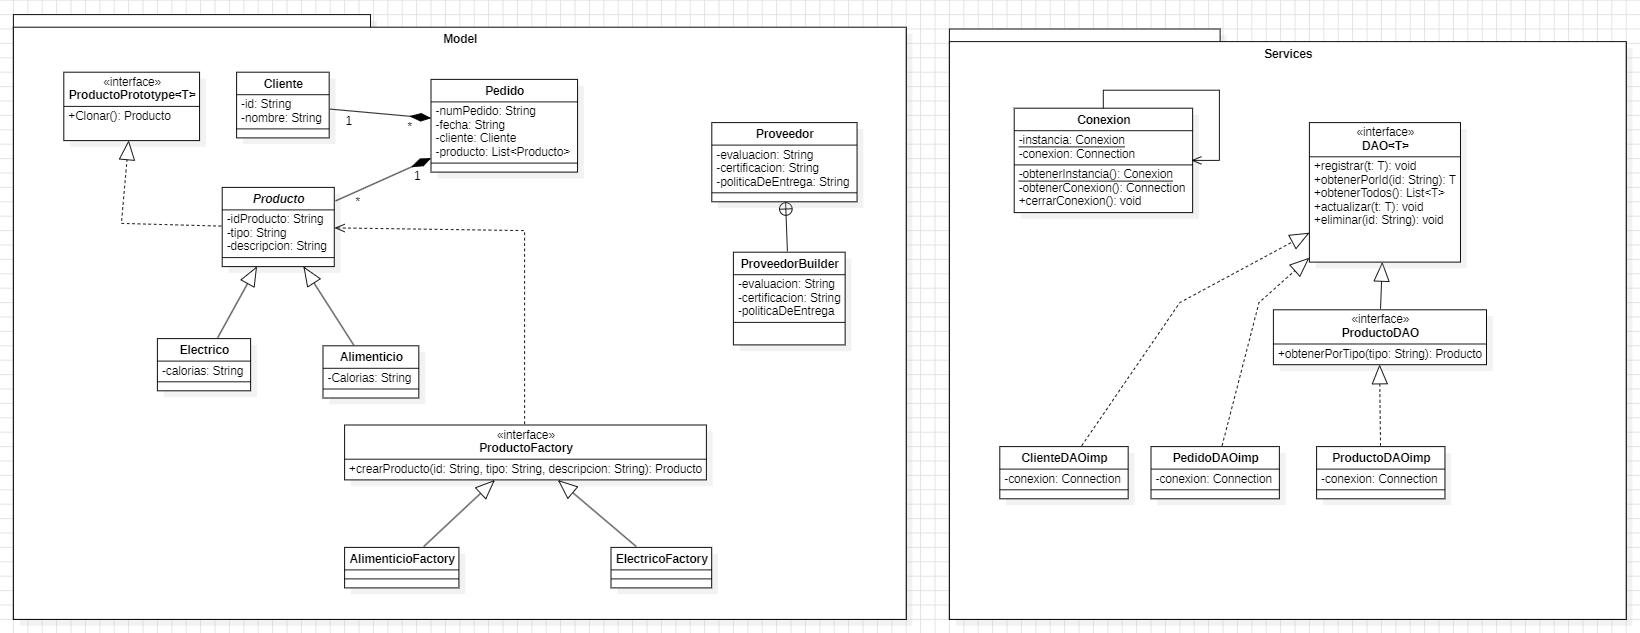 Model
«interface»
ProductoPrototype<T>
+Clonar(): Producto
Cliente
-id: String
-nombre: String
1
*
Pedido
-numPedido: String
-fecha: String
-cliente: Cliente
-producto: List<Producto>
1
*
Producto
-idProducto: String
-tipo: String
-descripcion: String
Proveedor
-evaluacion: String
-certificacion: String
-politicaDeEntrega: String
ProveedorBuilder
-evaluacion: String
-certificacion: String
-politicaDeEntrega
Electrico
-calorias: String
Alimenticio
-Calorias: String
«interface»
ProductoFactory
+crearProducto(id: String, tipo: String, descripcion: String): Producto
AlimenticioFactory
ElectricoFactory
Services
Conexion
-instancia: Conexion
-conexion: Connection
-obtenerInstancia(): Conexion
-obtenerConexion(): Connection
+cerrarConexion(): void
«interface»
DAO<T>
+registrar(t: T): void
+obtenerPorId(id: String): T
+obtenerTodos(): List<T>
+actualizar(t: T): void
+eliminar(id: String): void
«interface»
ProductoDAO
+obtenerPorTipo(tipo: String): Producto
ClienteDAOimp
-conexion: Connection
PedidoDAOimp
-conexion: Connection
ProductoDAOimp
-conexion: Connection